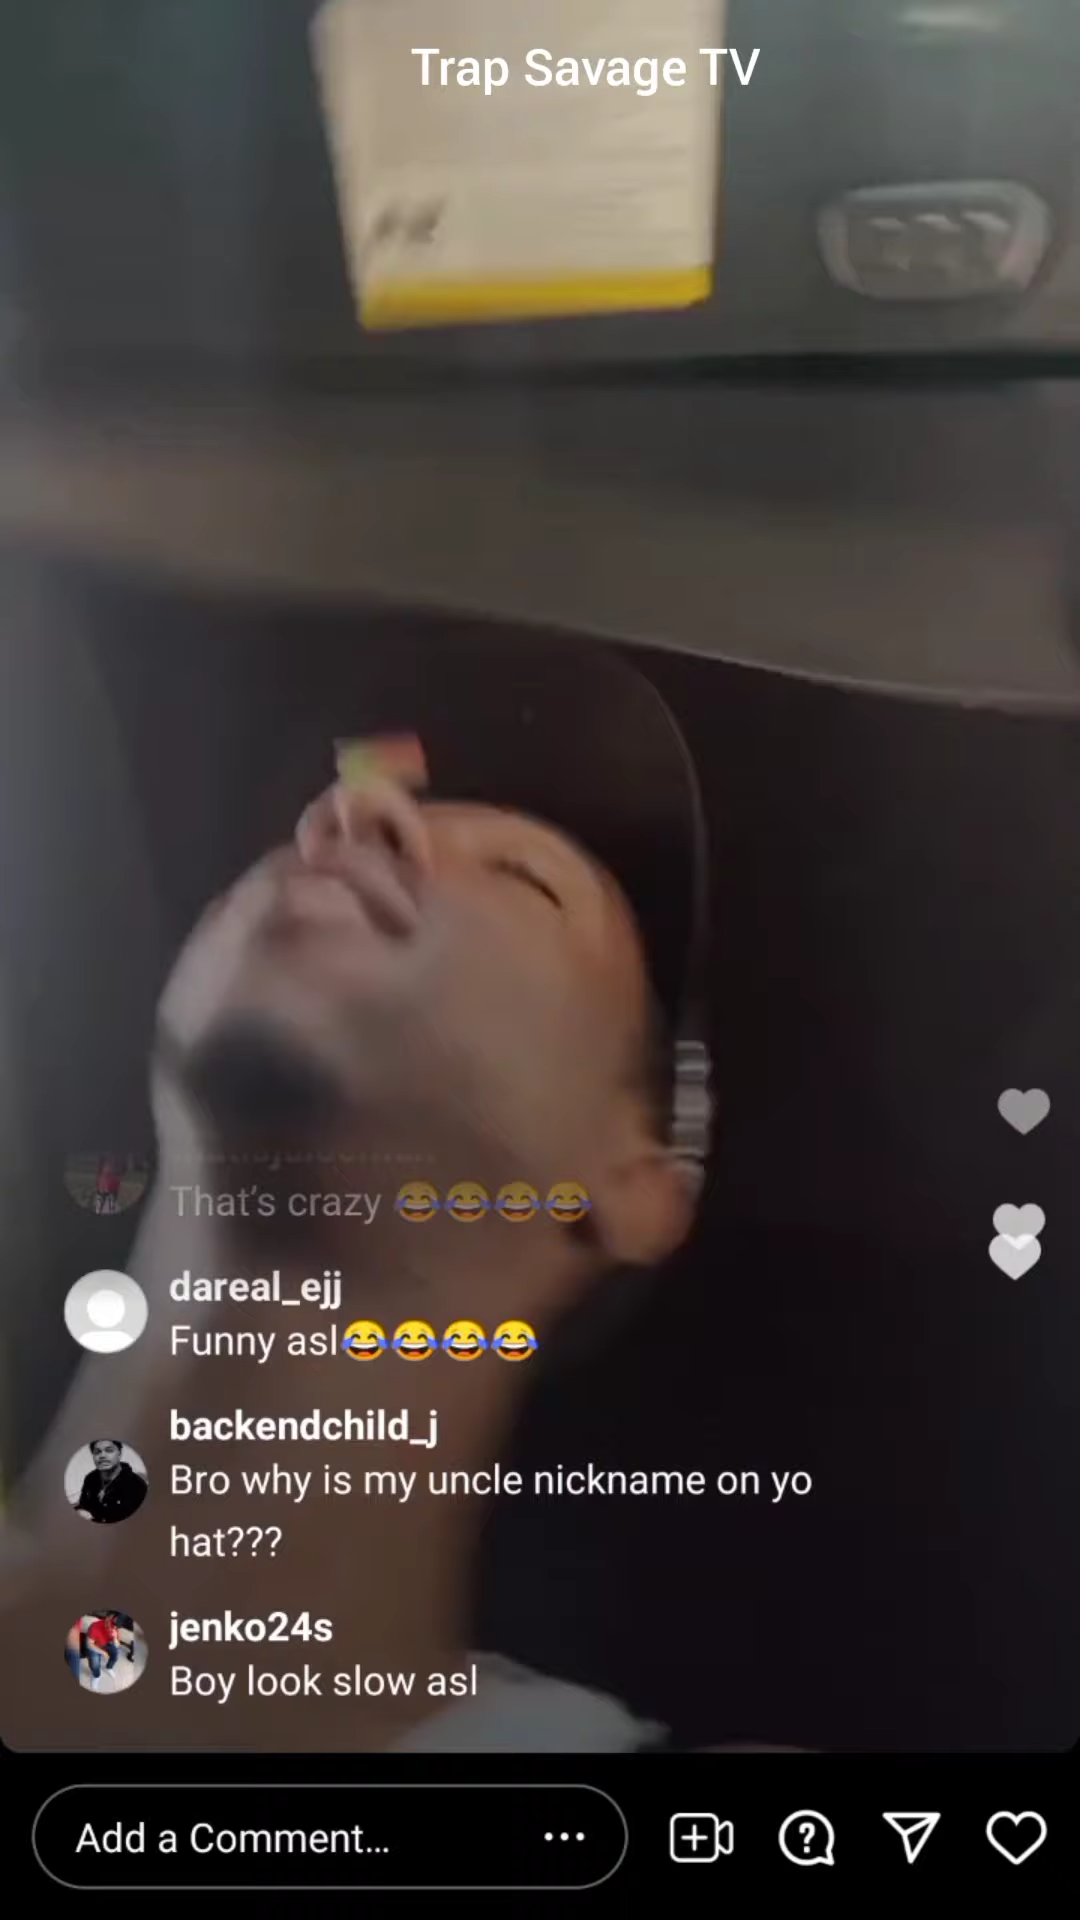 Trap Savage TV
That's crazy 😂😂😂😂
dareal_ejj
Funny asl😂😂😂😂
backendchild_j
Bro why is my uncle nickname on yo
hat???
jenko24s
Boy look slow asl
Add a Comment...